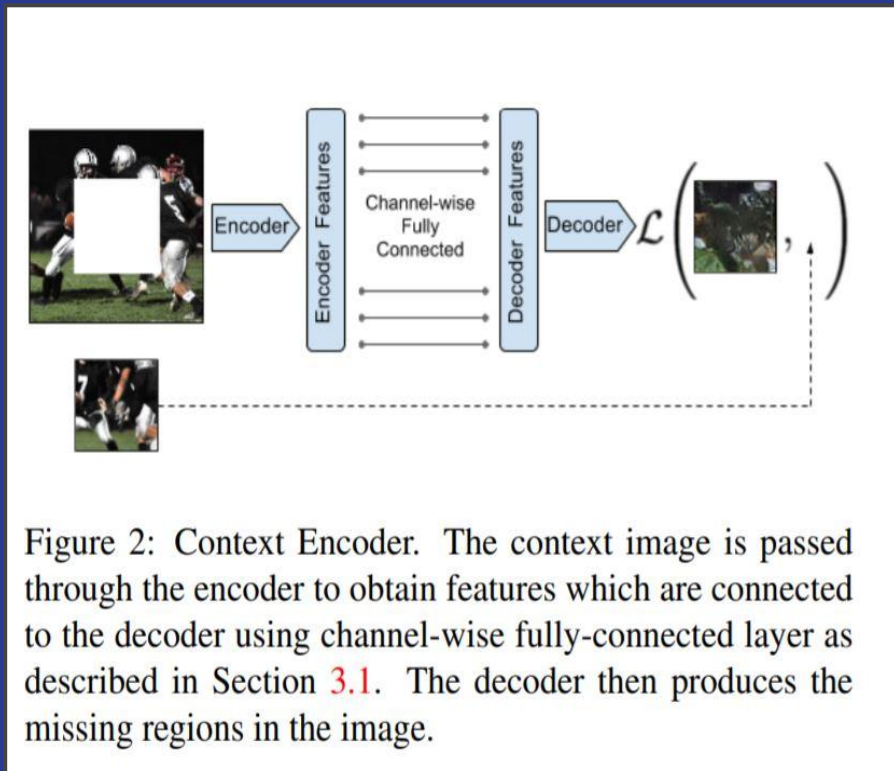 Encoder
Encoder Features
Channel-wise
Fully
Connected
Decoder Features
Decoder
ℒ ( , )
7
Figure 2: Context Encoder. The context image is passed
through the encoder to obtain features which are connected
to the decoder using channel-wise fully-connected layer as
described in Section 3.1. The decoder then produces the
missing regions in the image.